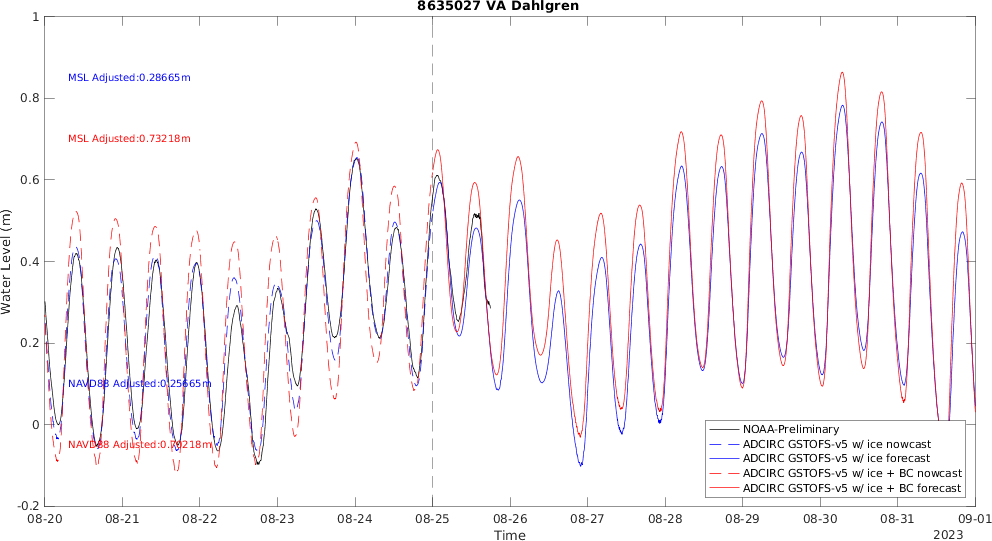 8635027 VA Dahlgren
1
0.8
0.6
0.4
0.2
0
-0.2
Water Level (m)
MSL Adjusted:0.28665m
MSL Adjusted:0.73218m
NAVD88 Adjusted:0.25665m
NAVD88 Adjusted:0.70218m
NOAA-Preliminary
ADCIRC GSTOFS-v5 w/ ice nowcast
ADCIRC GSTOFS-v5 w/ ice forecast
ADCIRC GSTOFS-v5 w/ ice + BC nowcast
ADCIRC GSTOFS-v5 w/ ice + BC forecast
08-20 08-21 08-22 08-23 08-24 08-25 08-26 08-27 08-28 08-29 08-30 08-31 09-01
Time
2023